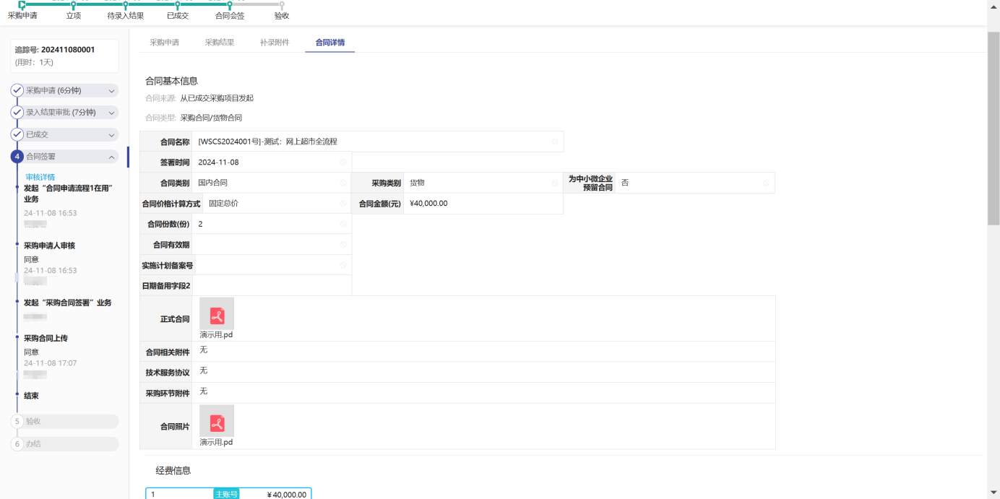 采购申请 立项 待录入结果 已成交 合同会签 验收
追踪号: 202411080001
(用时：1天)
采购申请 (6分钟)
录入结果审批 (7分钟)
已成交
4 合同签署
审核详情
发起“合同申请流程1在用”
业务
24-11-08 16:53
采购申请人审核
同意
24-11-08 16:53
发起“采购合同签署”业务
采购合同上传
同意
24-11-08 17:07
结束
5 验收
6 办结
采购申请 采购结果 补录附件 合同详情
合同基本信息
合同来源: 从已成交采购项目发起
合同类型: 采购合同/货物合同
合同名称 [WSCS2024001号]-测试：网上超市全流程
签署时间 2024-11-08
合同类别 国内合同 采购类别 货物 为中小微企业
预留合同 否
合同价格计算方式 固定总价 合同金额(元) ¥40,000.00
合同份数(份) 2
合同有效期
实施计划备案号
日期备用字段2
正式合同
演示用.pd
合同相关附件 无
技术服务协议 无
采购环节附件 无
合同照片
演示用.pd
经费信息
1 主账号 ¥40,000.00